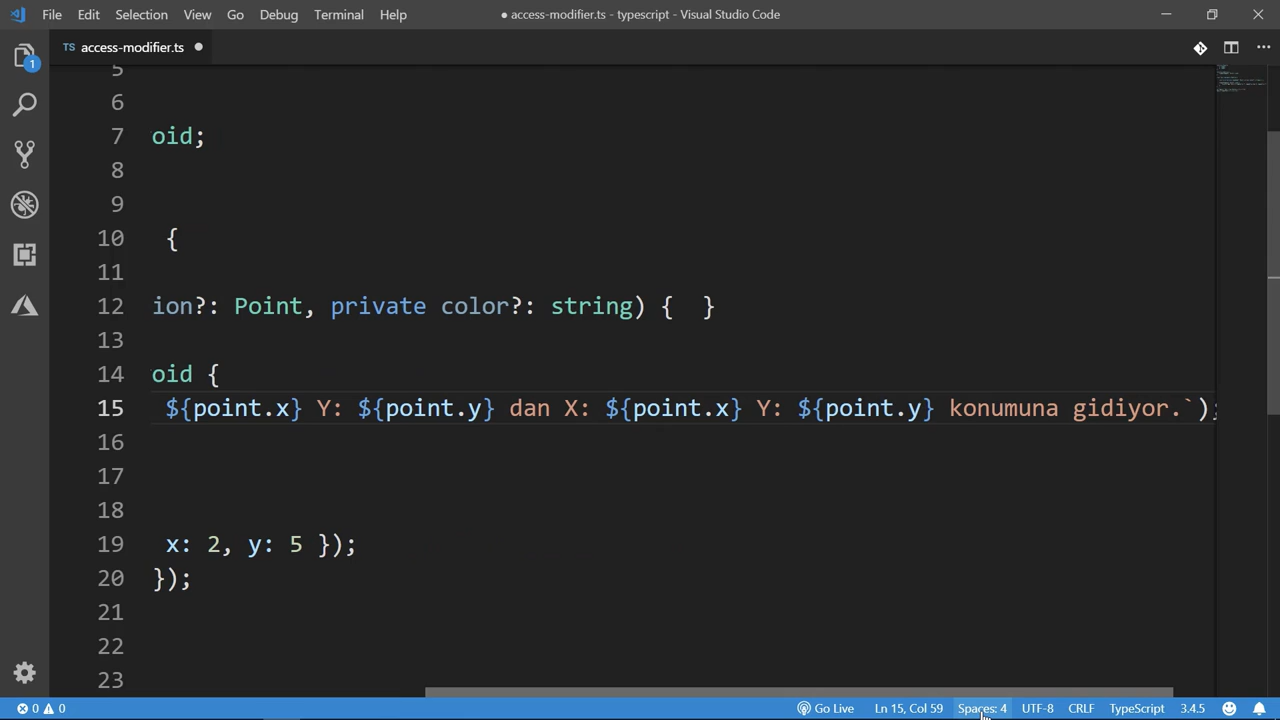 File Edit Selection View Go Debug Terminal Help
● access-modifier.ts - typescript - Visual Studio Code
TS access-modifier.ts ●
1
5
6
7 oid;
8
9
10 {
11
12 ion?: Point, private color?: string) {  }
13
14 oid {
15 ${point.x} Y: ${point.y} dan X: ${point.x} Y: ${point.y} konumuna gidiyor.`);
16
17
18
19 x: 2, y: 5 });
20 });
21
22
23
0 0 Go Live Ln 15, Col 59 Spaces: 4 UTF-8 CRLF TypeScript 3.4.5